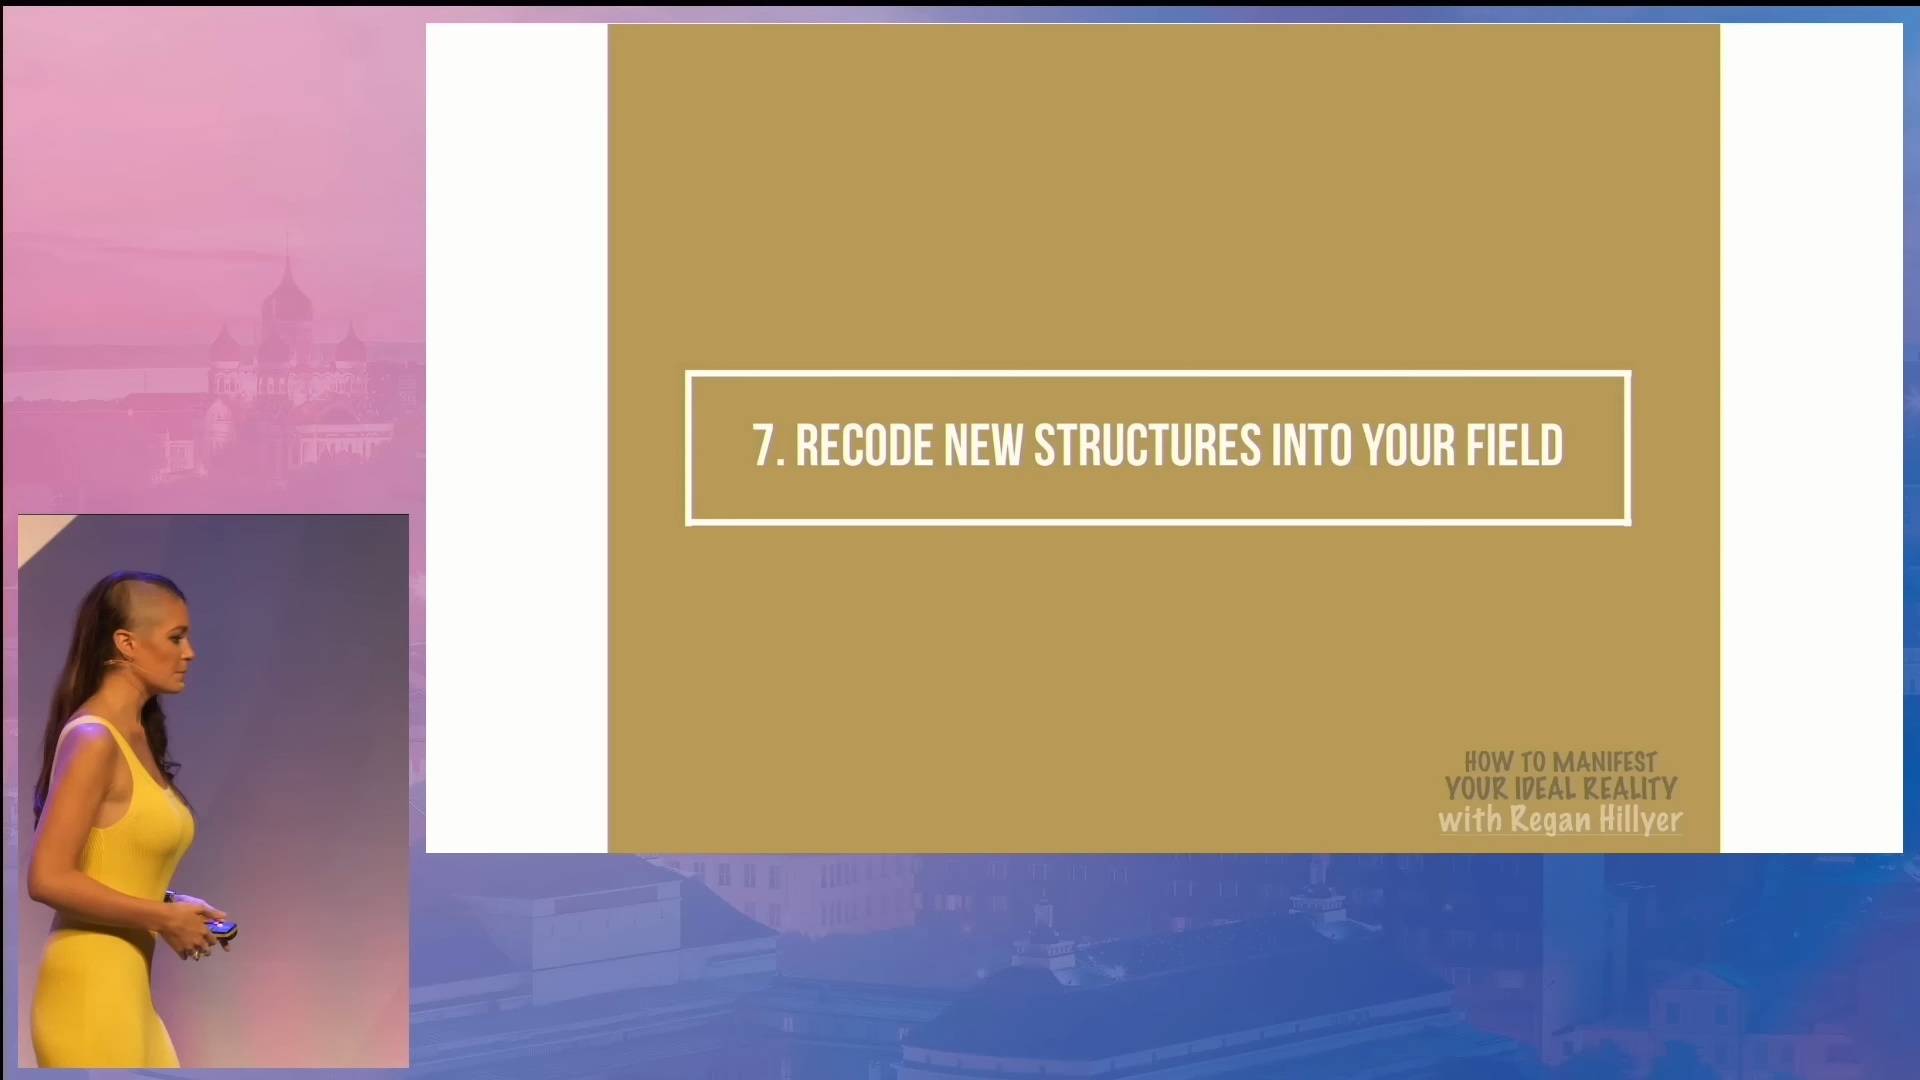 7. RECODE NEW STRUCTURES INTO YOUR FIELD
HOW TO MANIFEST
YOUR IDEAL REALITY
with Regan Hillyer